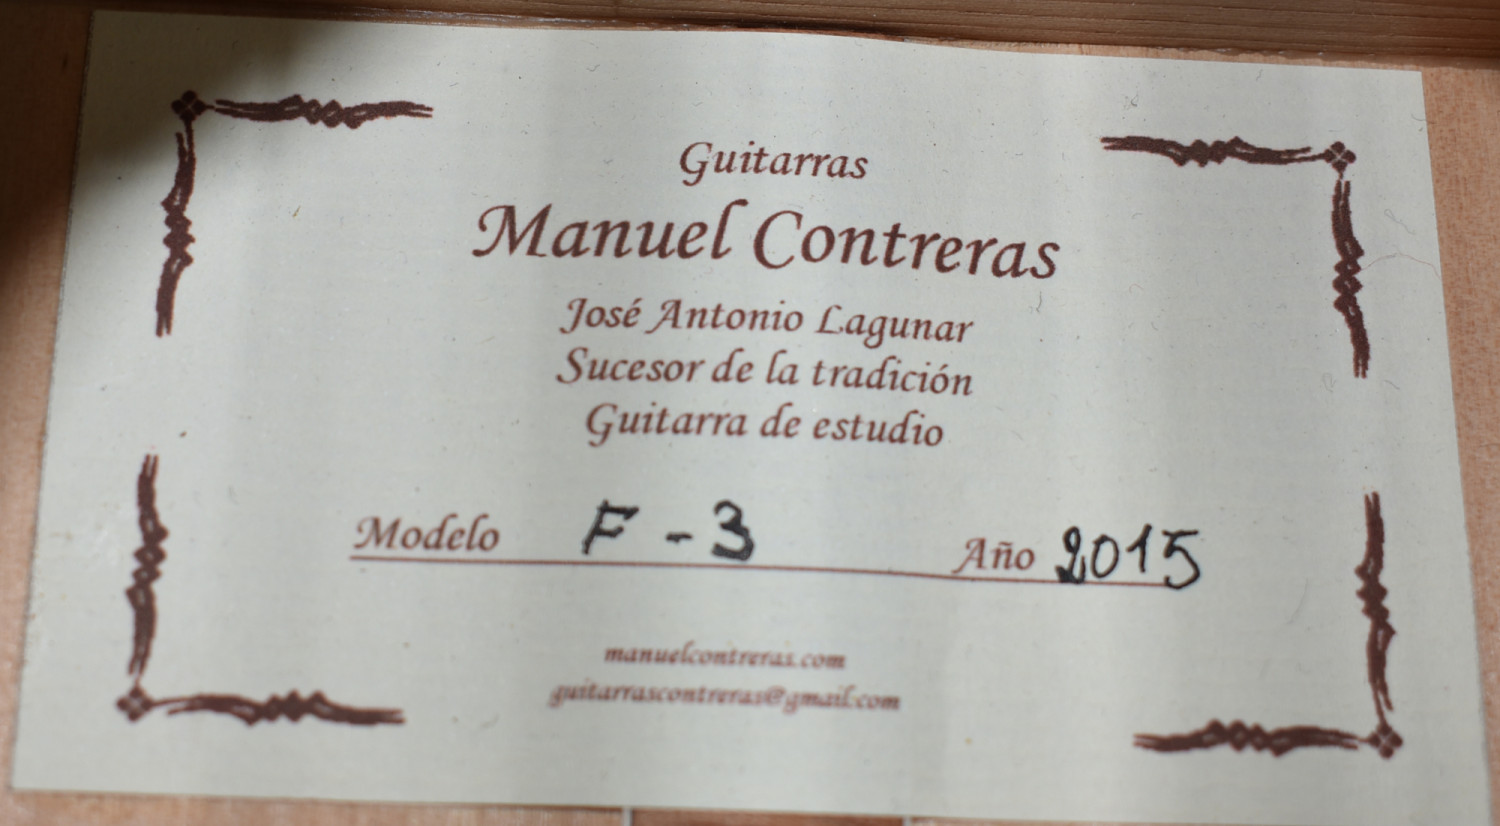 Guitarras
Manuel Contreras
José Antonio Lagunar
Sucesor de la tradición
Guitarra de estudio
Modelo F - 3 Año 2015
manuelcontreras.com
guitarrascontreras@gmail.com